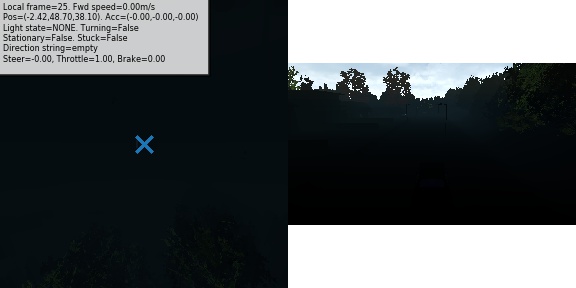 Local frame=25. Fwd speed=0.00m/s
Pos=(-2.42,48.70,38.10). Acc=(-0.00,-0.00,-0.00)
Light state=NONE. Turning=False
Stationary=False. Stuck=False
Direction string=empty
Steer=-0.00, Throttle=1.00, Brake=0.00